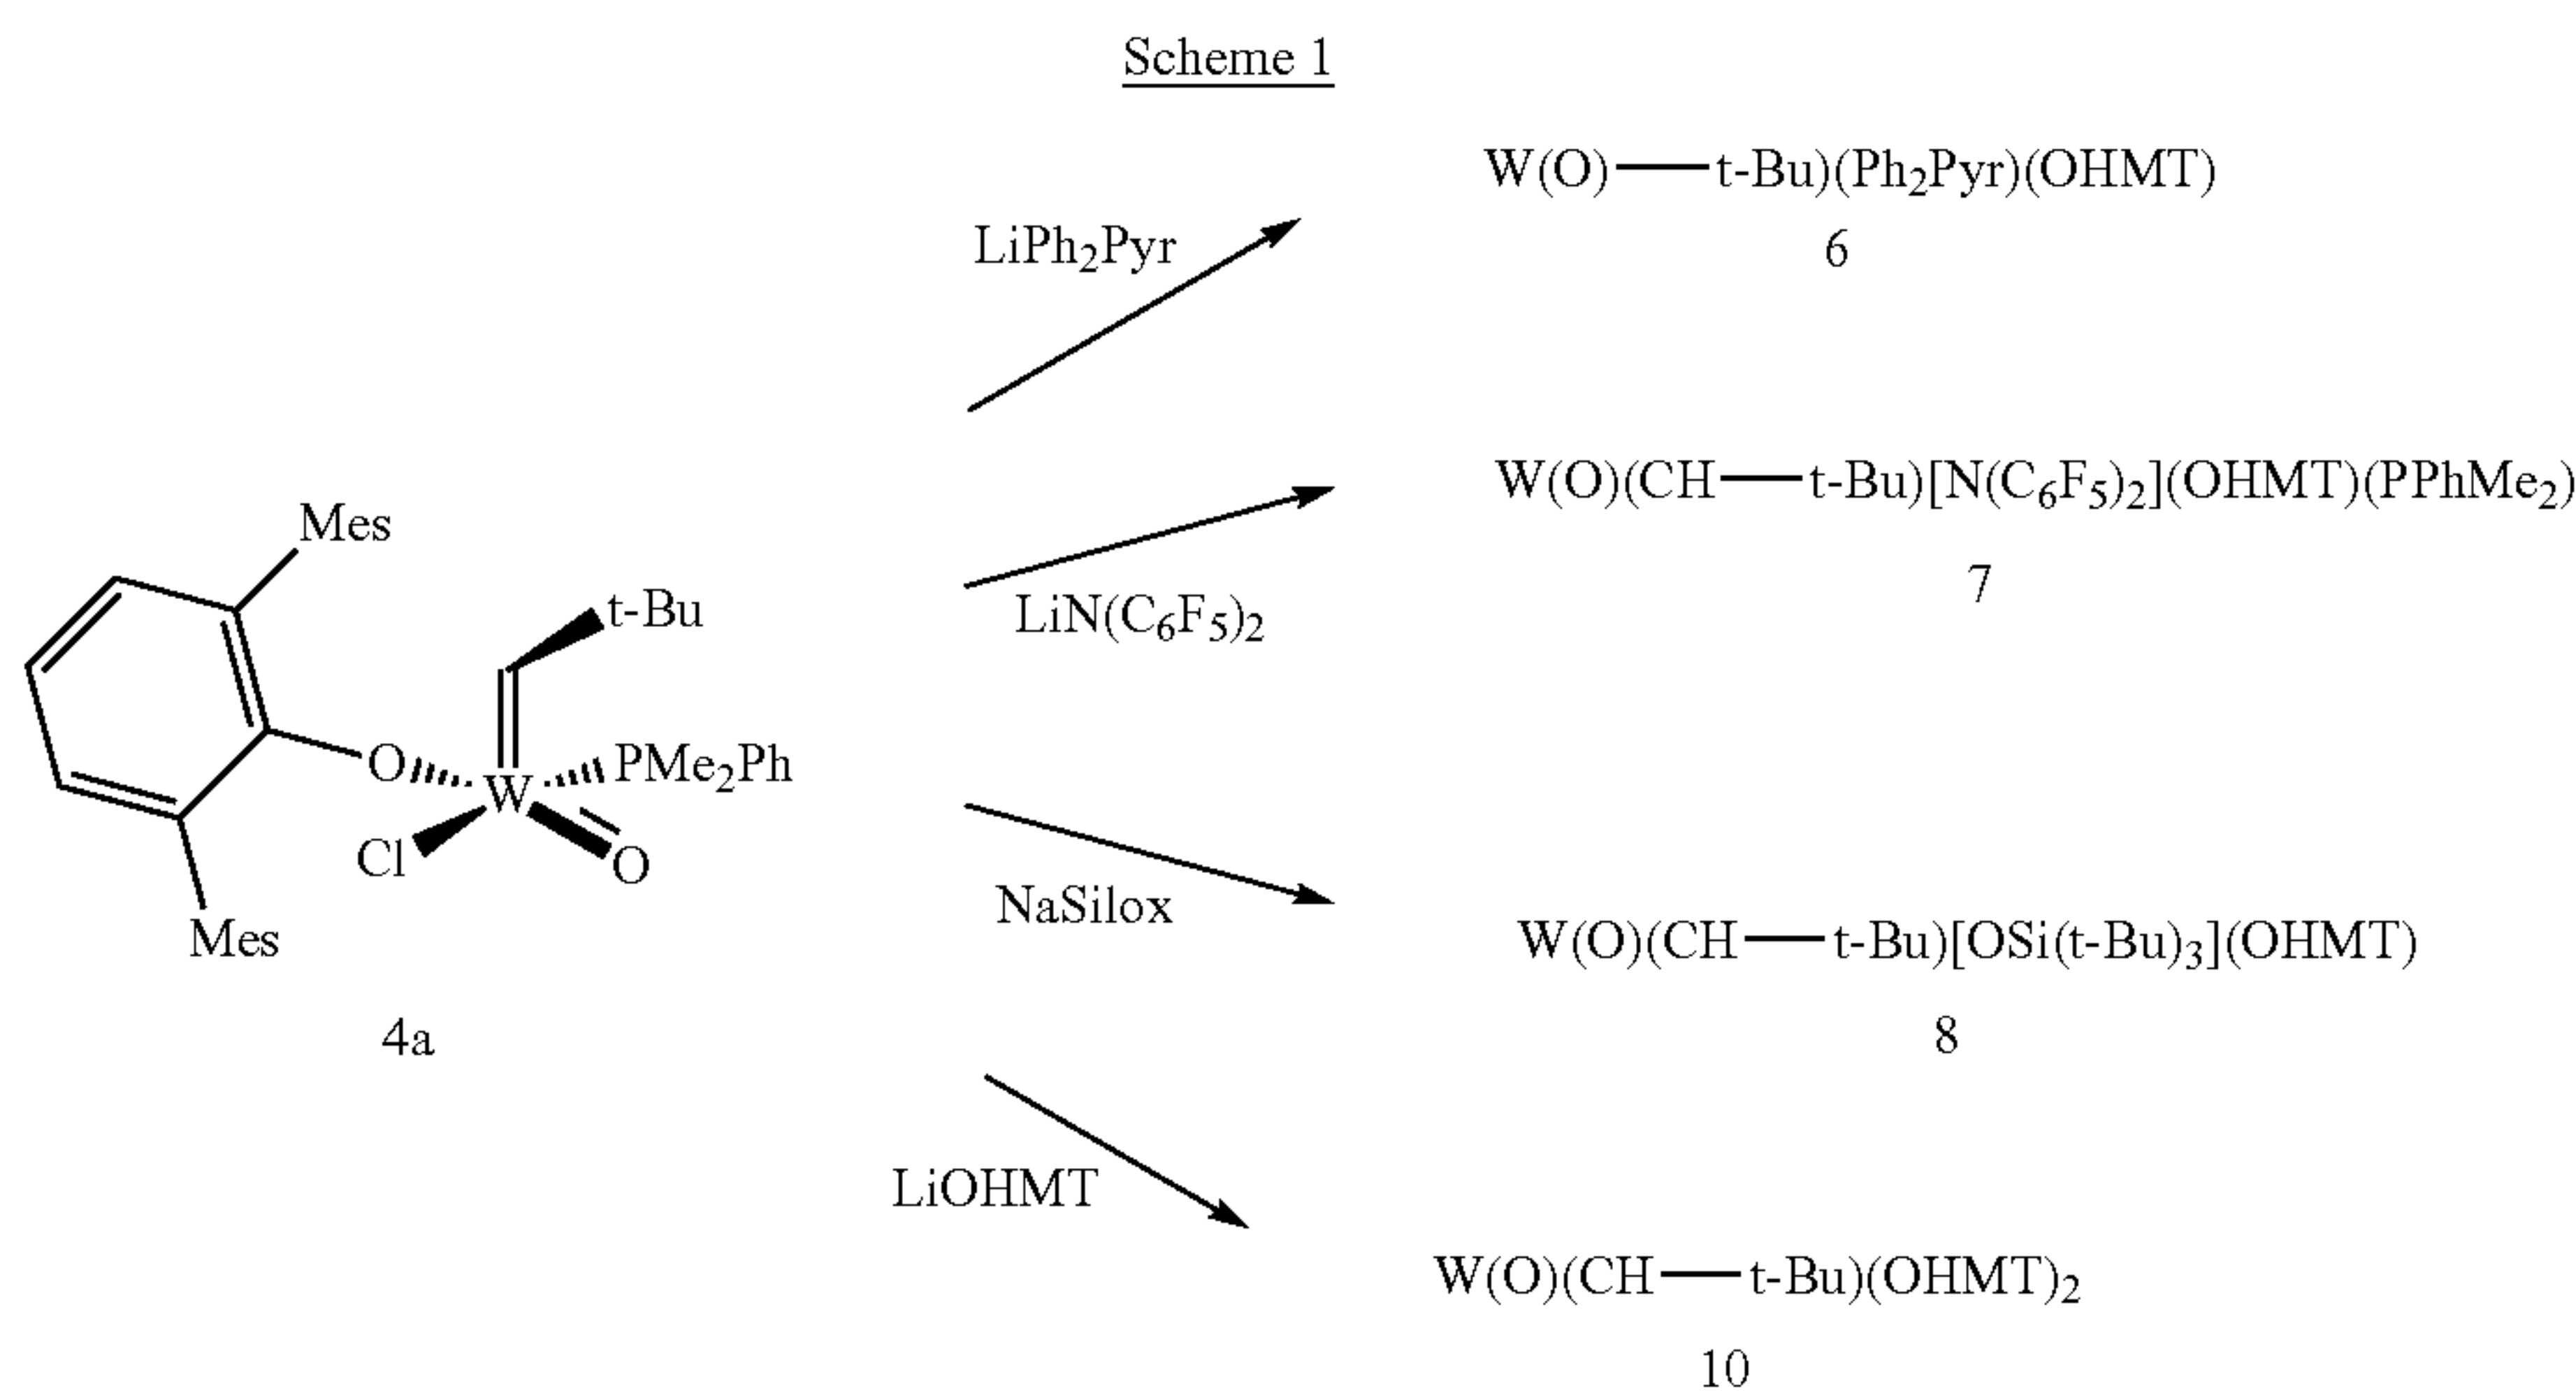 Scheme 1
W(O)—t-Bu)(Ph₂Pyr)(OHMT)
6
LiPh₂Pyr
W(O)(CH—t-Bu)[N(C₆F₅)₂](OHMT)(PPhMe₂)
7
LiN(C₆F₅)₂
Mes
t-Bu
O
W
PMe₂Ph
Cl
O
Mes
4a
NaSilox
W(O)(CH—t-Bu)[OSi(t-Bu)₃](OHMT)
8
LiOHMT
W(O)(CH—t-Bu)(OHMT)₂
10